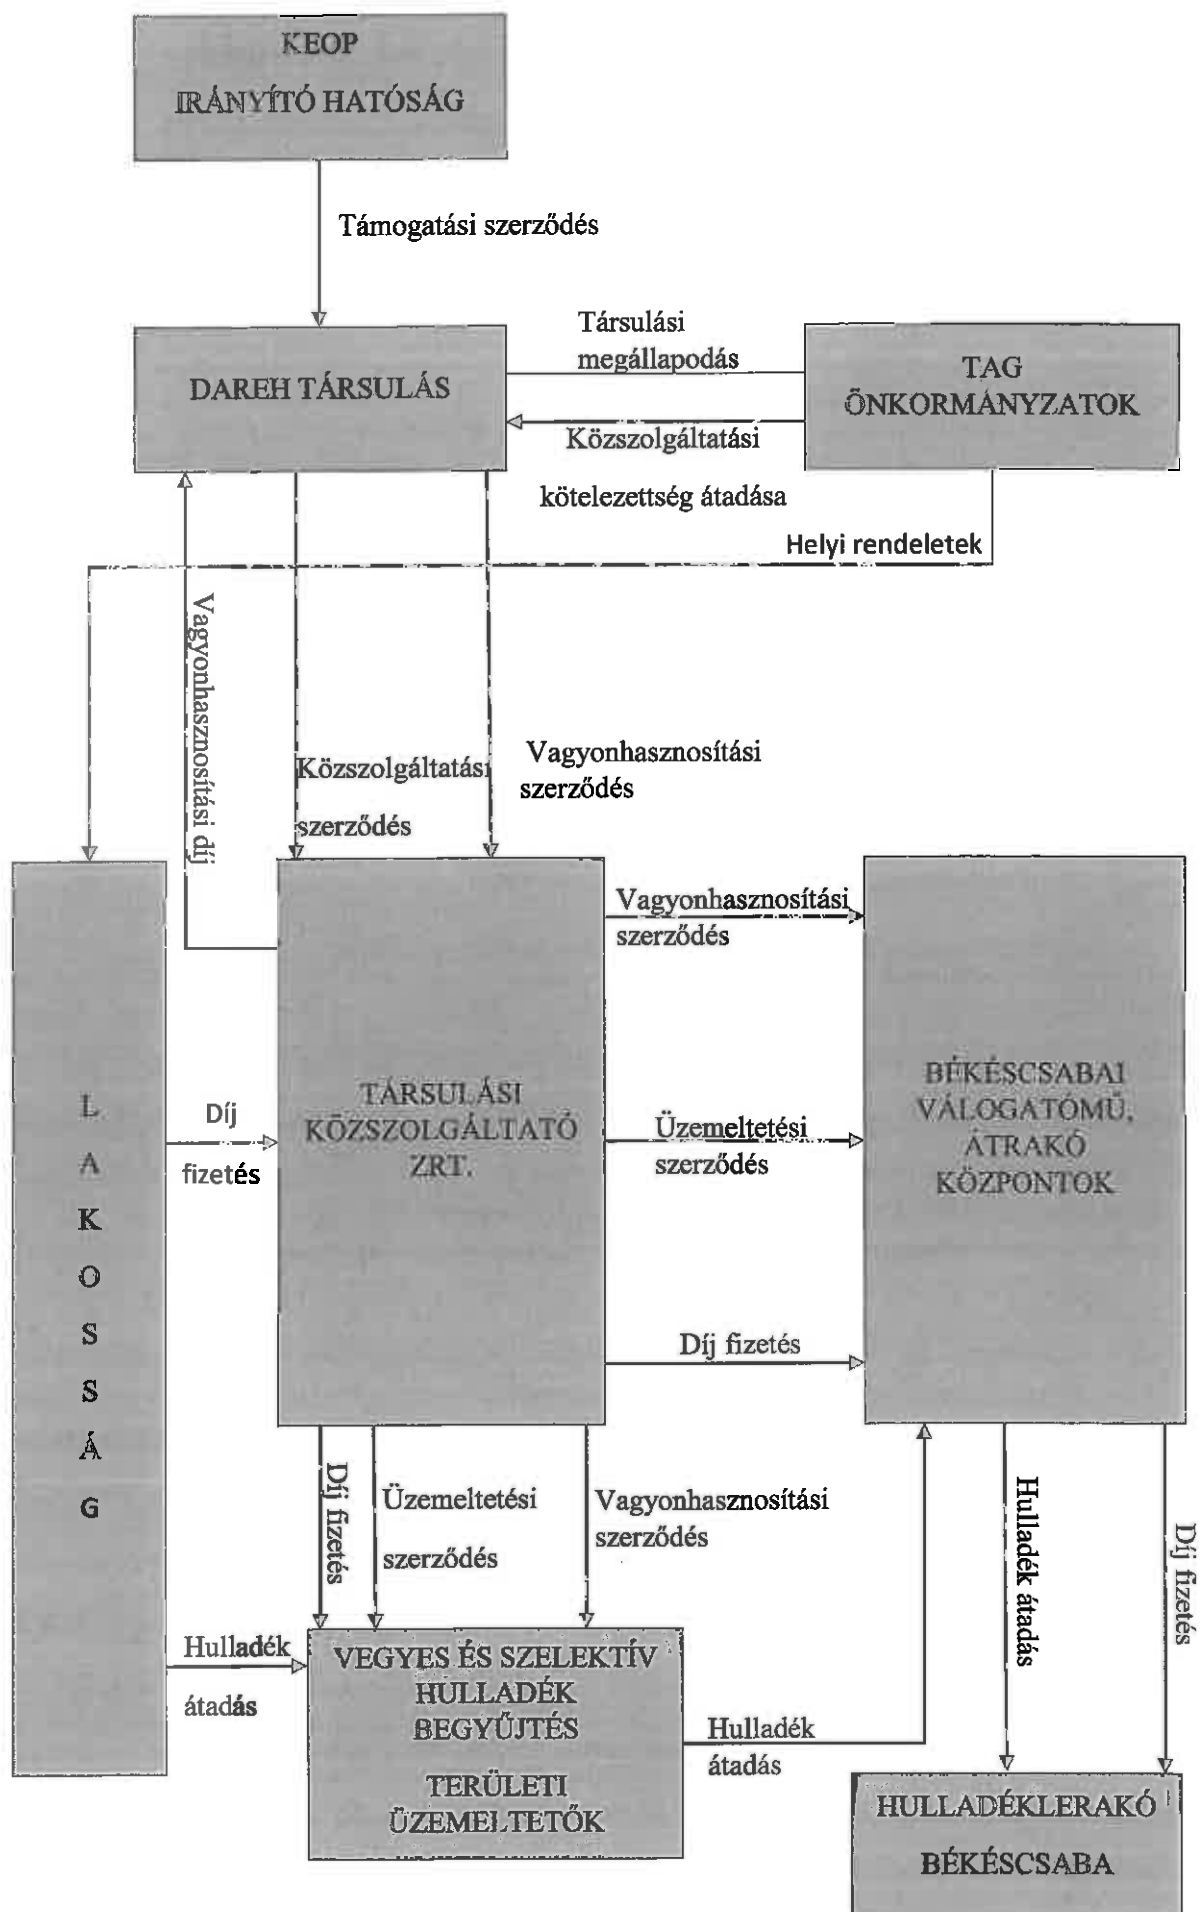 KEOP
IRÁNYÍTÓ HATÓSÁG
Támogatási szerződés
DAREH TÁRSULÁS
Társulási
megállapodás
TAG
ÖNKORMÁNYZATOK
Közszolgáltatási
kötelezettség átadása
Helyi rendeletek
Vagyonhasznosítási díj
Közszolgáltatási
szerződés
Vagyonhasznosítási
szerződés
L
A
K
O
S
S
Á
G
Díj
fizetés
TÁRSULÁSI
KÖZSZOLGÁLTATÓ
ZRT.
Vagyonhasznosítási
szerződés
Üzemeltetési
szerződés
Díj fizetés
BÉKÉSCSABAI
VÁLOGATÓMŰ,
ÁTRAKÓ
KÖZPONTOK
Díj fizetés
Üzemeltetési
szerződés
Vagyonhasznosítási
szerződés
Hulladék átadás
Díj fizetés
Hulladék
átadás
VEGYES ÉS SZELEKTÍV
HULLADÉK
BEGYŰJTÉS
TERÜLETI
ÜZEMELTETŐK
Hulladék
átadás
HULLADÉKLERAKÓ
BÉKÉSCSABA